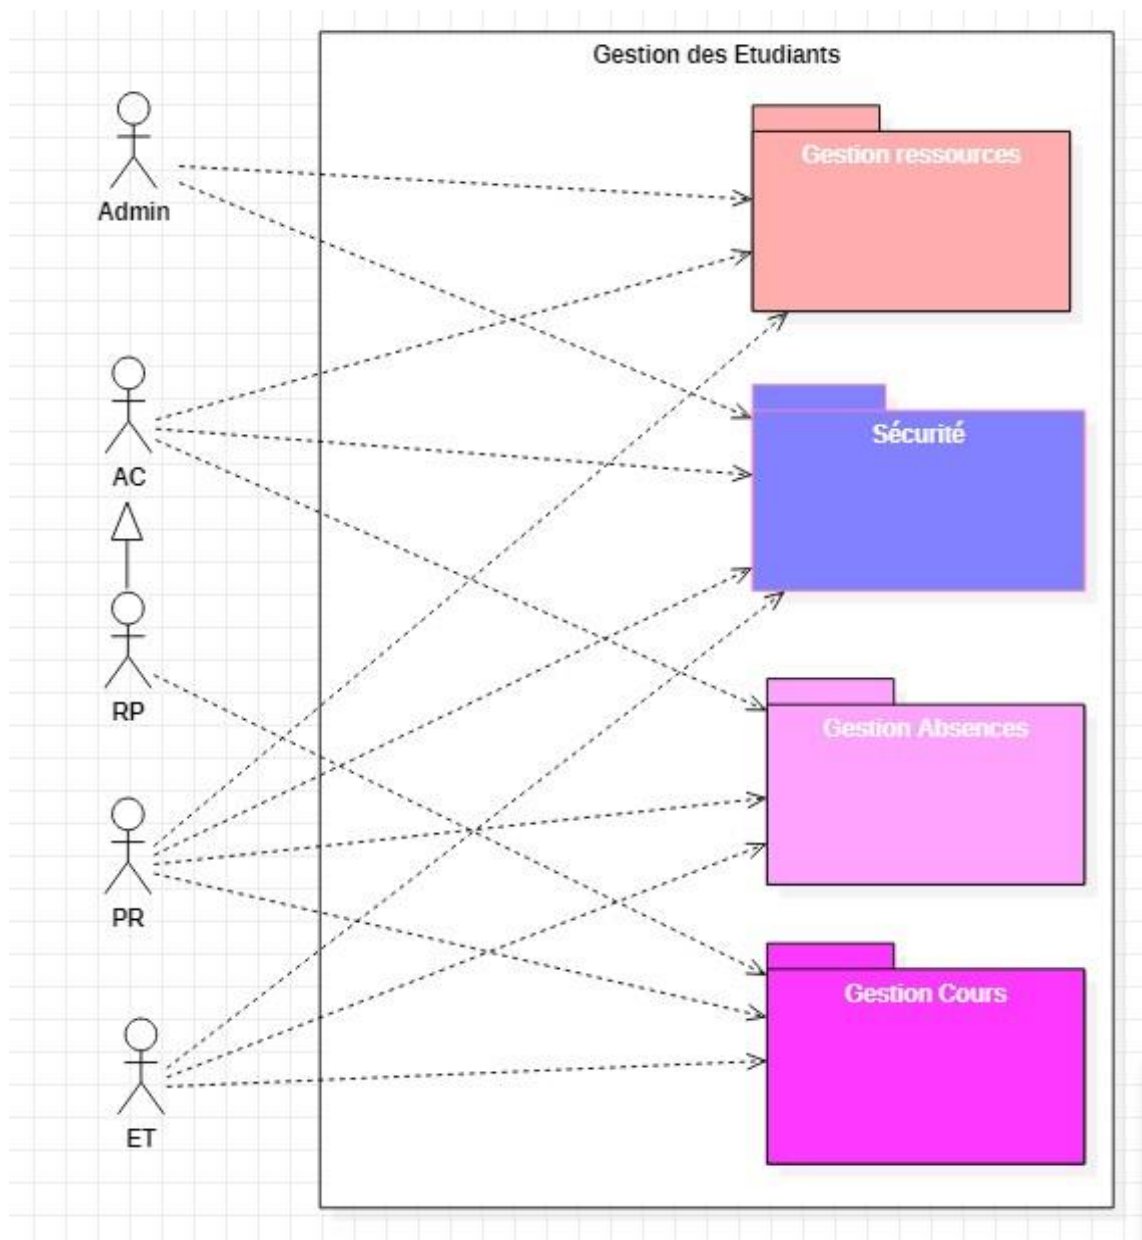 Gestion des Etudiants
Gestion ressources
Admin
Sécurité
AC
RP
Gestion Absences
PR
Gestion Cours
ET